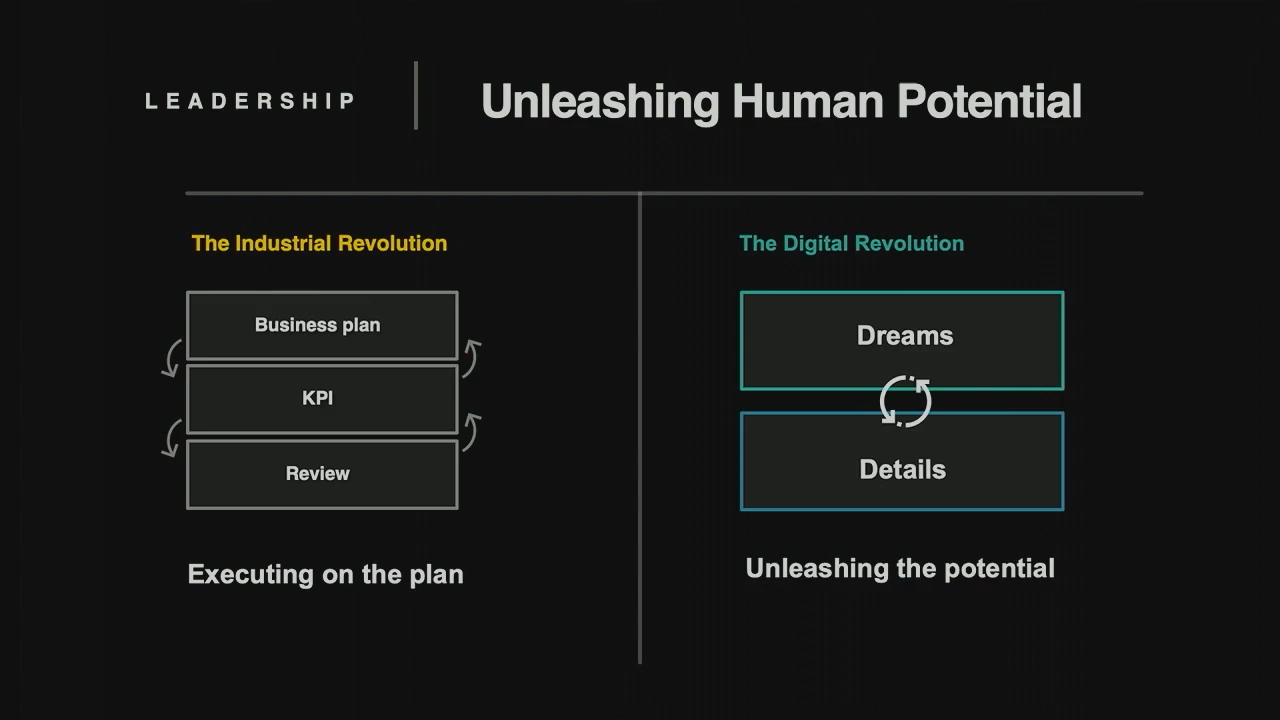 LEADERSHIP
Unleashing Human Potential
The Industrial Revolution
Business plan
KPI
Review
Executing on the plan
The Digital Revolution
Dreams
Details
Unleashing the potential